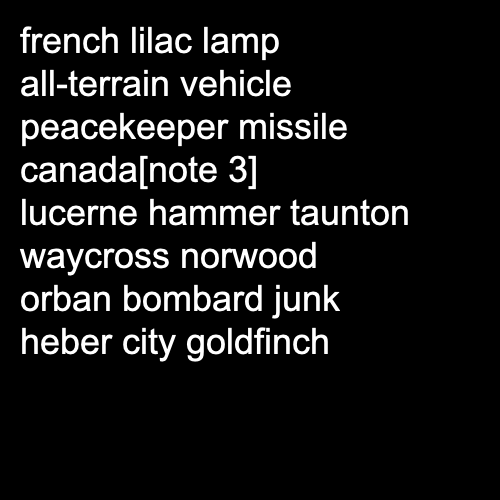 french lilac lamp
all-terrain vehicle
peacekeeper missile
canada[note 3]
lucerne hammer taunton
waycross norwood
orban bombard junk
heber city goldfinch